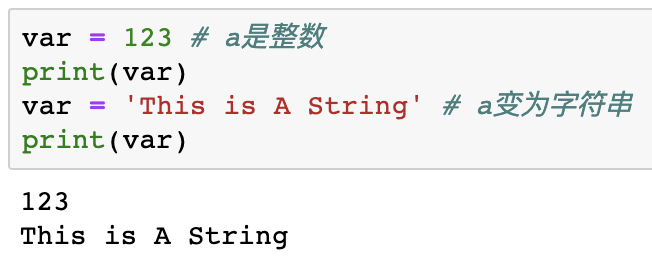 var = 123 # a是整数
print(var)
var = 'This is A String' # a变为字符串
print(var)
123
This is A String